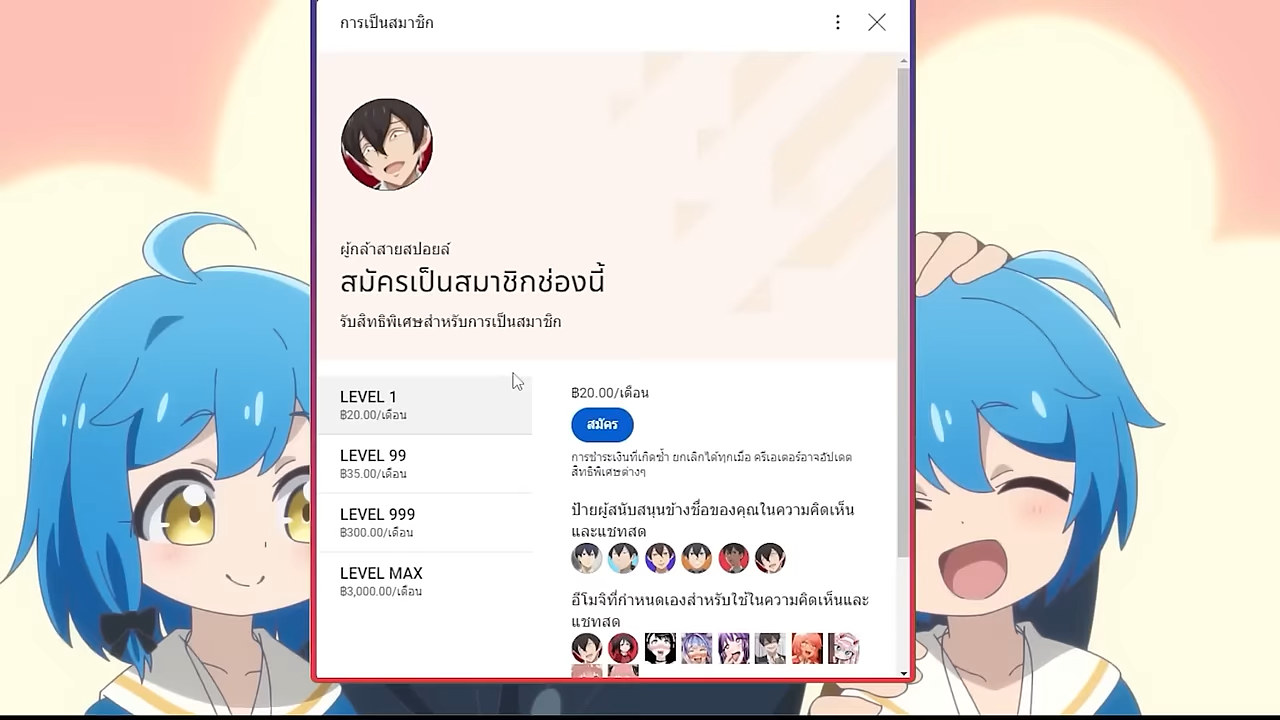 การเป็นสมาชิก
ผู้กล้าสายสปอยล์
สมัครเป็นสมาชิกช่องนี้
รับสิทธิพิเศษสำหรับการเป็นสมาชิก
LEVEL 1
฿20.00/เดือน
LEVEL 99
฿35.00/เดือน
LEVEL 999
฿300.00/เดือน
LEVEL MAX
฿3,000.00/เดือน
฿20.00/เดือน
สมัคร
การชำระเงินที่เกิดซ้ำ ยกเลิกได้ทุกเมื่อ ครีเอเตอร์อาจอัปเดต
สิทธิพิเศษต่างๆ
ป้ายผู้สนับสนุนข้างชื่อของคุณในความคิดเห็น
และแชทสด
อีโมจิที่กำหนดเองสำหรับใช้ในความคิดเห็นและ
แชทสด